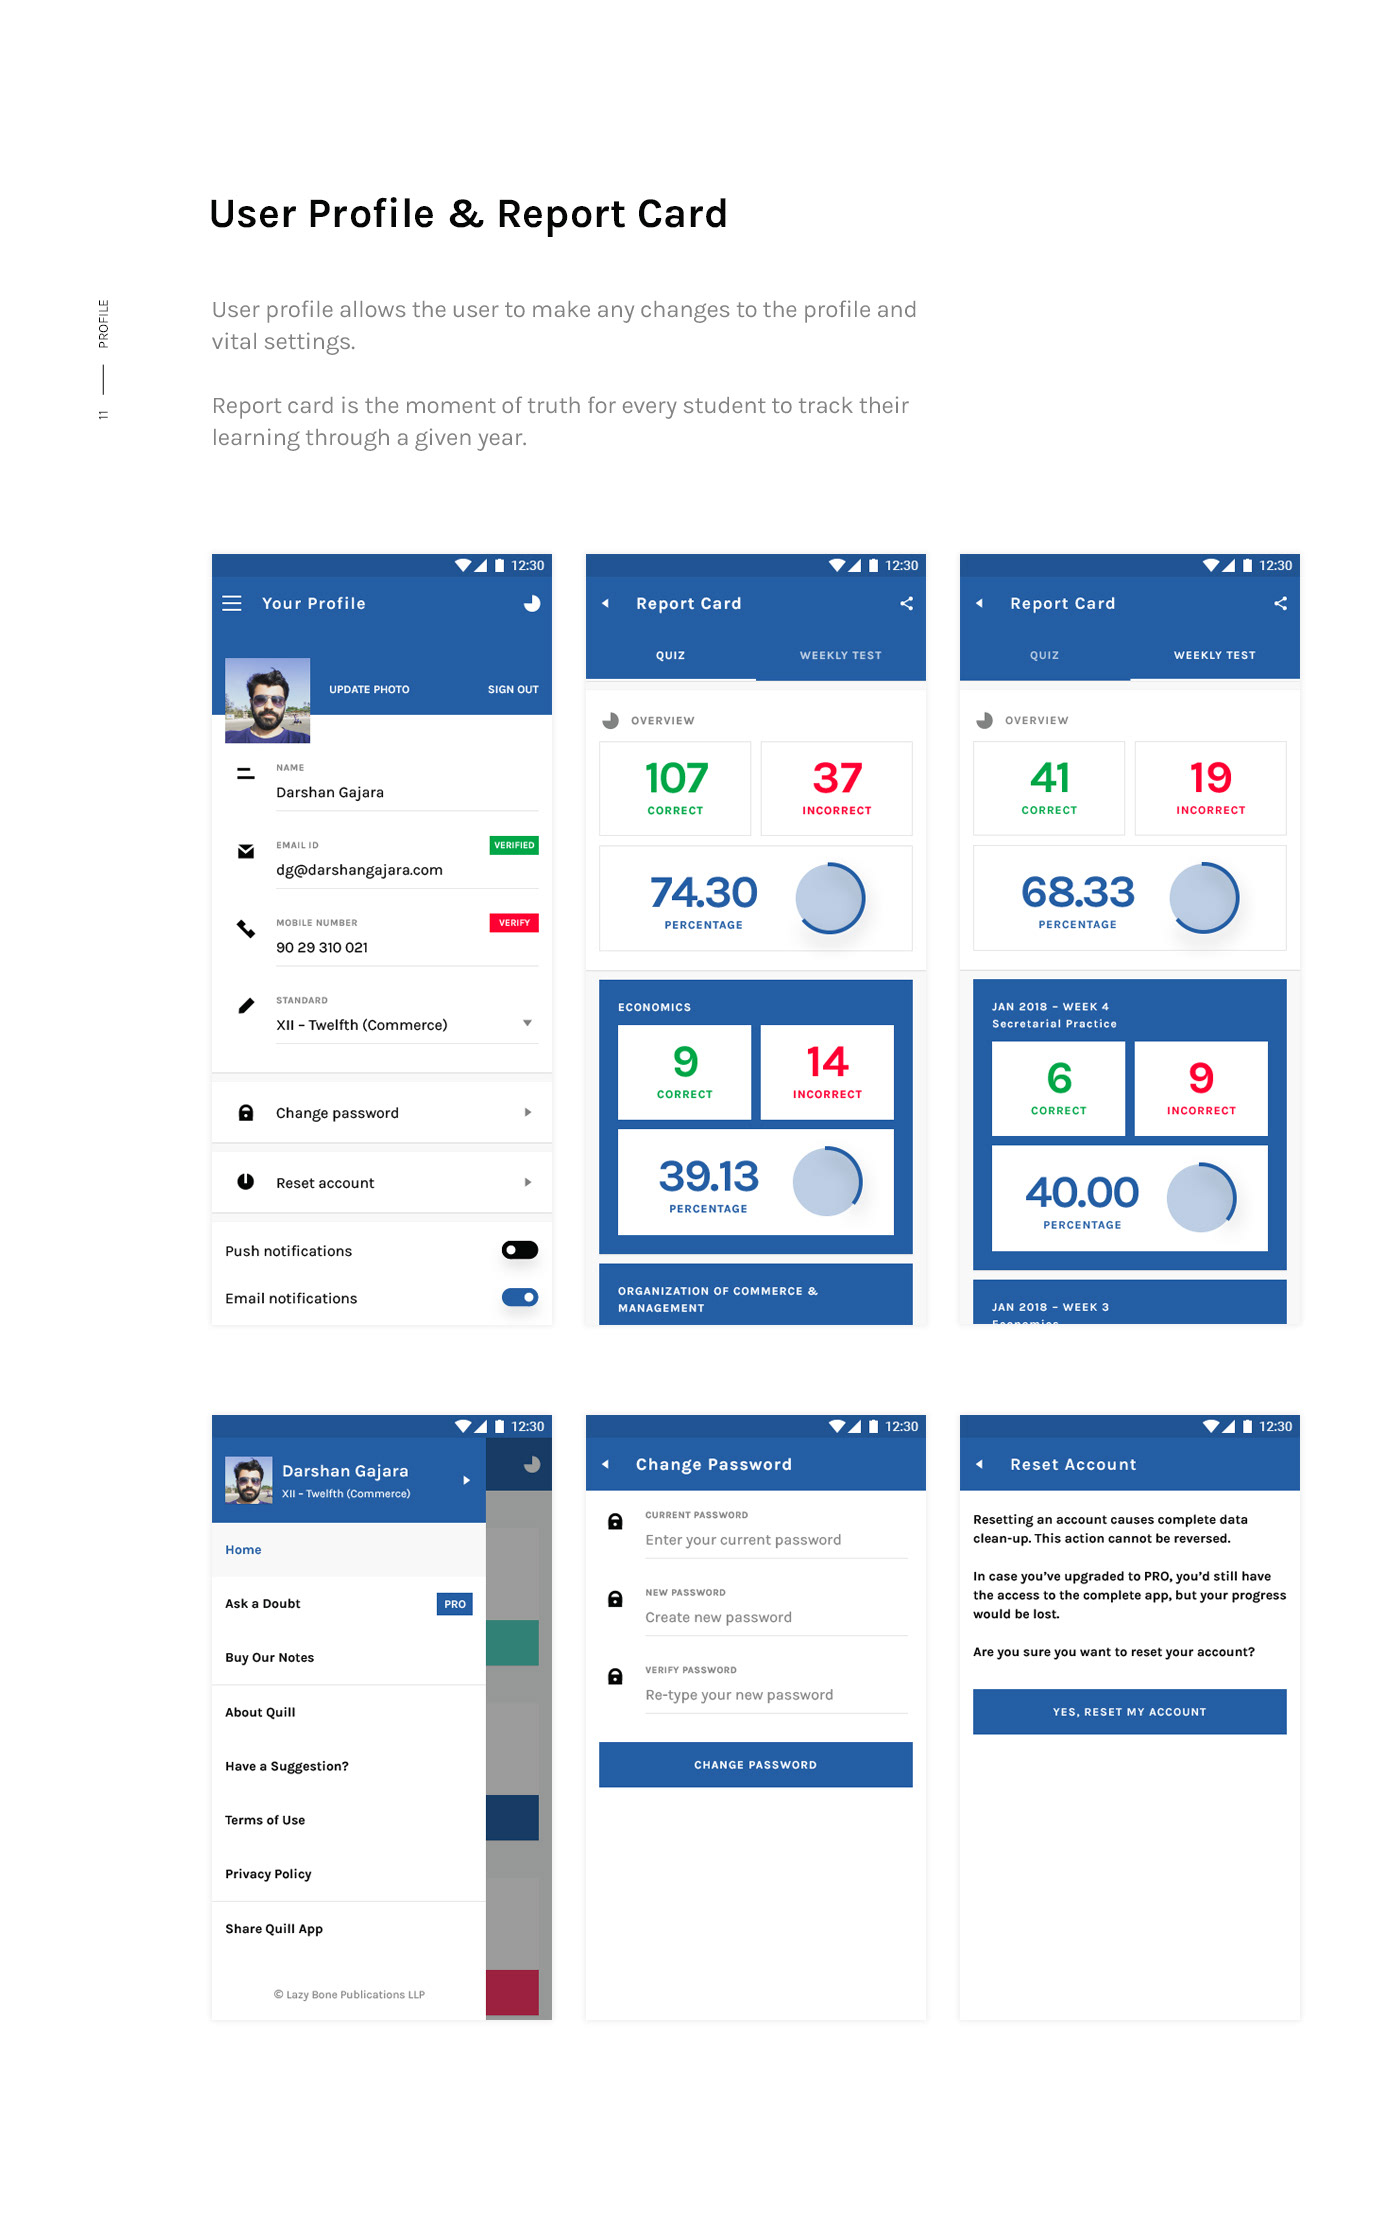 User Profile & Report Card
PROFILE
11
User profile allows the user to make any changes to the profile and
vital settings.
Report card is the moment of truth for every student to track their
learning through a given year.
12:30
Your Profile
UPDATE PHOTO
SIGN OUT
NAME
Darshan Gajara
EMAIL ID
VERIFIED
dg@darshangajara.com
MOBILE NUMBER
VERIFY
90 29 310 021
STANDARD
XII – Twelfth (Commerce)
Change password
Reset account
Push notifications
Email notifications
12:30
Report Card
QUIZ
WEEKLY TEST
OVERVIEW
107
CORRECT
37
INCORRECT
74.30
PERCENTAGE
ECONOMICS
9
CORRECT
14
INCORRECT
39.13
PERCENTAGE
ORGANIZATION OF COMMERCE &
MANAGEMENT
12:30
Report Card
QUIZ
WEEKLY TEST
OVERVIEW
41
CORRECT
19
INCORRECT
68.33
PERCENTAGE
JAN 2018 – WEEK 4
Secretarial Practice
6
CORRECT
9
INCORRECT
40.00
PERCENTAGE
JAN 2018 – WEEK 3
Economics
12:30
Darshan Gajara
XII – Twelfth (Commerce)
Home
Ask a Doubt
PRO
Buy Our Notes
About Quill
Have a Suggestion?
Terms of Use
Privacy Policy
Share Quill App
© Lazy Bone Publications LLP
12:30
Change Password
CURRENT PASSWORD
Enter your current password
NEW PASSWORD
Create new password
VERIFY PASSWORD
Re-type your new password
CHANGE PASSWORD
12:30
Reset Account
Resetting an account causes complete data
clean-up. This action cannot be reversed.
In case you’ve upgraded to PRO, you’d still have
the access to the complete app, but your progress
would be lost.
Are you sure you want to reset your account?
YES, RESET MY ACCOUNT